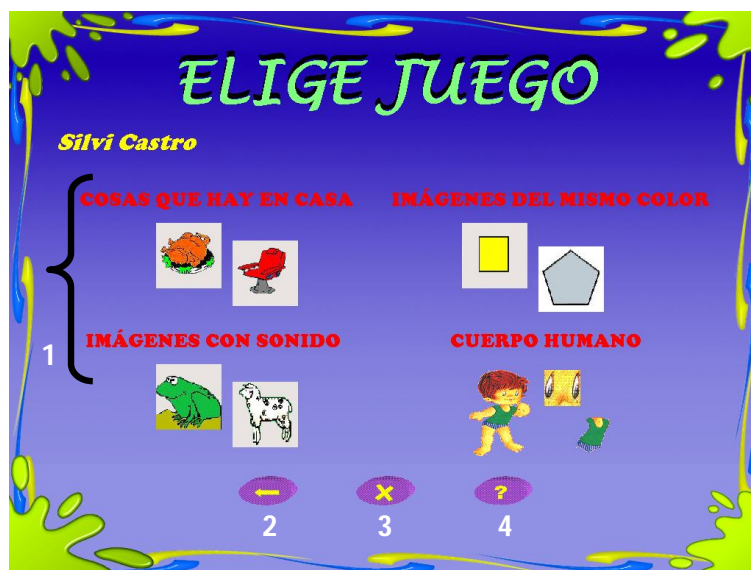 ELIGE JUEGO
Silvi Castro
COSAS QUE HAY EN CASA
IMÁGENES DEL MISMO COLOR
1
IMÁGENES CON SONIDO
CUERPO HUMANO
?
2 3 4